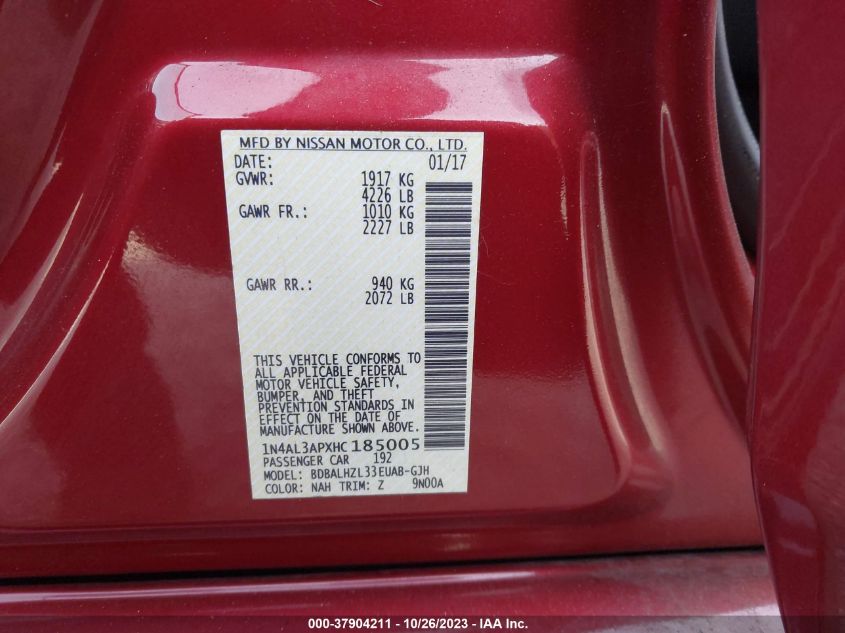 MFD BY NISSAN MOTOR CO., LTD.
DATE: 01/17
GVWR: 1917 KG
4226 LB
GAWR FR.: 1010 KG
2227 LB
GAWR RR.: 940 KG
2072 LB
THIS VEHICLE CONFORMS TO
ALL APPLICABLE FEDERAL
MOTOR VEHICLE SAFETY,
BUMPER, AND THEFT
PREVENTION STANDARDS IN
EFFECT ON THE DATE OF
MANUFACTURE SHOWN ABOVE.
1N4AL3APXHC 185005
PASSENGER CAR 192
MODEL: BDBALHZL33EUAB-GJH
COLOR: NAH TRIM: Z 9N00A
000-37904211 - 10/26/2023 - © IAA Inc.